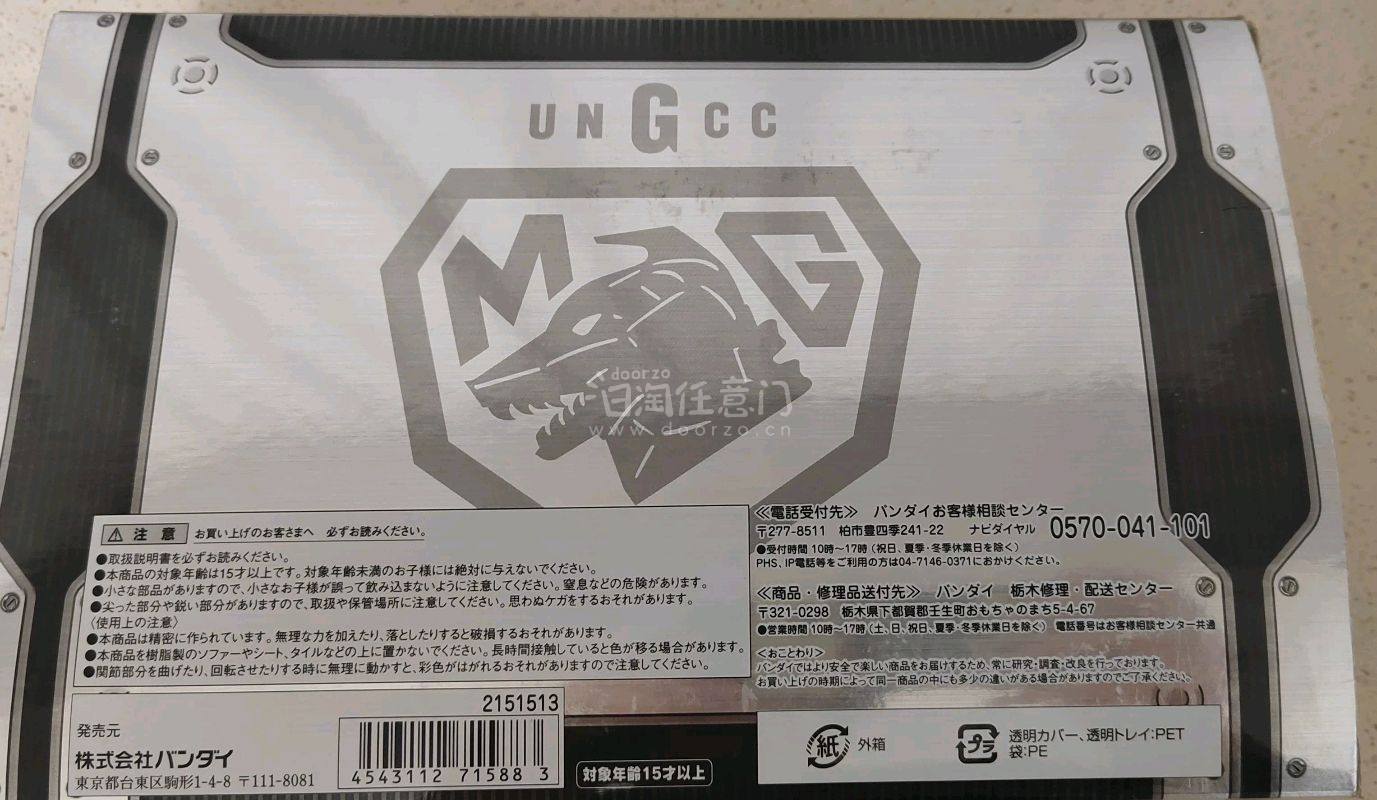 UNGCC
MG
doorzo
日淘任意门
www.doorzo.cn
⚠ 注意 お買い上げのお客さまへ 必ずお読みください。
●取扱説明書を必ずお読みください。
●本商品の対象年齢は15才以上です。対象年齢未満のお子様には絶対に与えないでください。
●小さな部品がありますので、小さなお子様が誤って飲み込まないように注意してください。窒息などの危険があります。
●尖った部分や鋭い部分がありますので、取扱や保管場所に注意してください。思わぬケガをするおそれがあります。
〈使用上の注意〉
●本商品は精密に作られています。無理な力を加えたり、落としたりすると破損するおそれがあります。
●本商品を樹脂製のソファーやシート、タイルなどの上に置かないでください。長時間接触していると色が移る場合があります。
●関節部分を曲げたり、回転させたりする時に無理に動かすと、彩色がはがれるおそれがありますので注意してください。
≪電話受付先≫ バンダイお客様相談センター
〒277-8511 柏市豊四季241-22 ナビダイヤル 0570-041-101
●受付時間 10時〜17時(祝日、夏季・冬季休業日を除く)
PHS、IP電話等をご利用の方は04-7146-0371におかけください。
≪商品・修理品送付先≫ バンダイ 栃木修理・配送センター
〒321-0298 栃木県下都賀郡壬生町おもちゃのまち5-4-67
●営業時間 10時〜17時(土、日、祝日、夏季・冬季休業日を除く) 電話番号はお客様相談センター共通
<おことわり>
バンダイではより安全で楽しい商品をお届けするため、常に研究・調査・改良を行っております。
お買い上げの時期によって同一商品の中にも多少の違いがある場合がありますのでご了承ください。
2151513
発売元
株式会社バンダイ
東京都台東区駒形1-4-8 〒111-8081
4543112 71588 3
対象年齢15才以上
紙 外箱
プラ 透明カバー、透明トレイ:PET
袋:PE